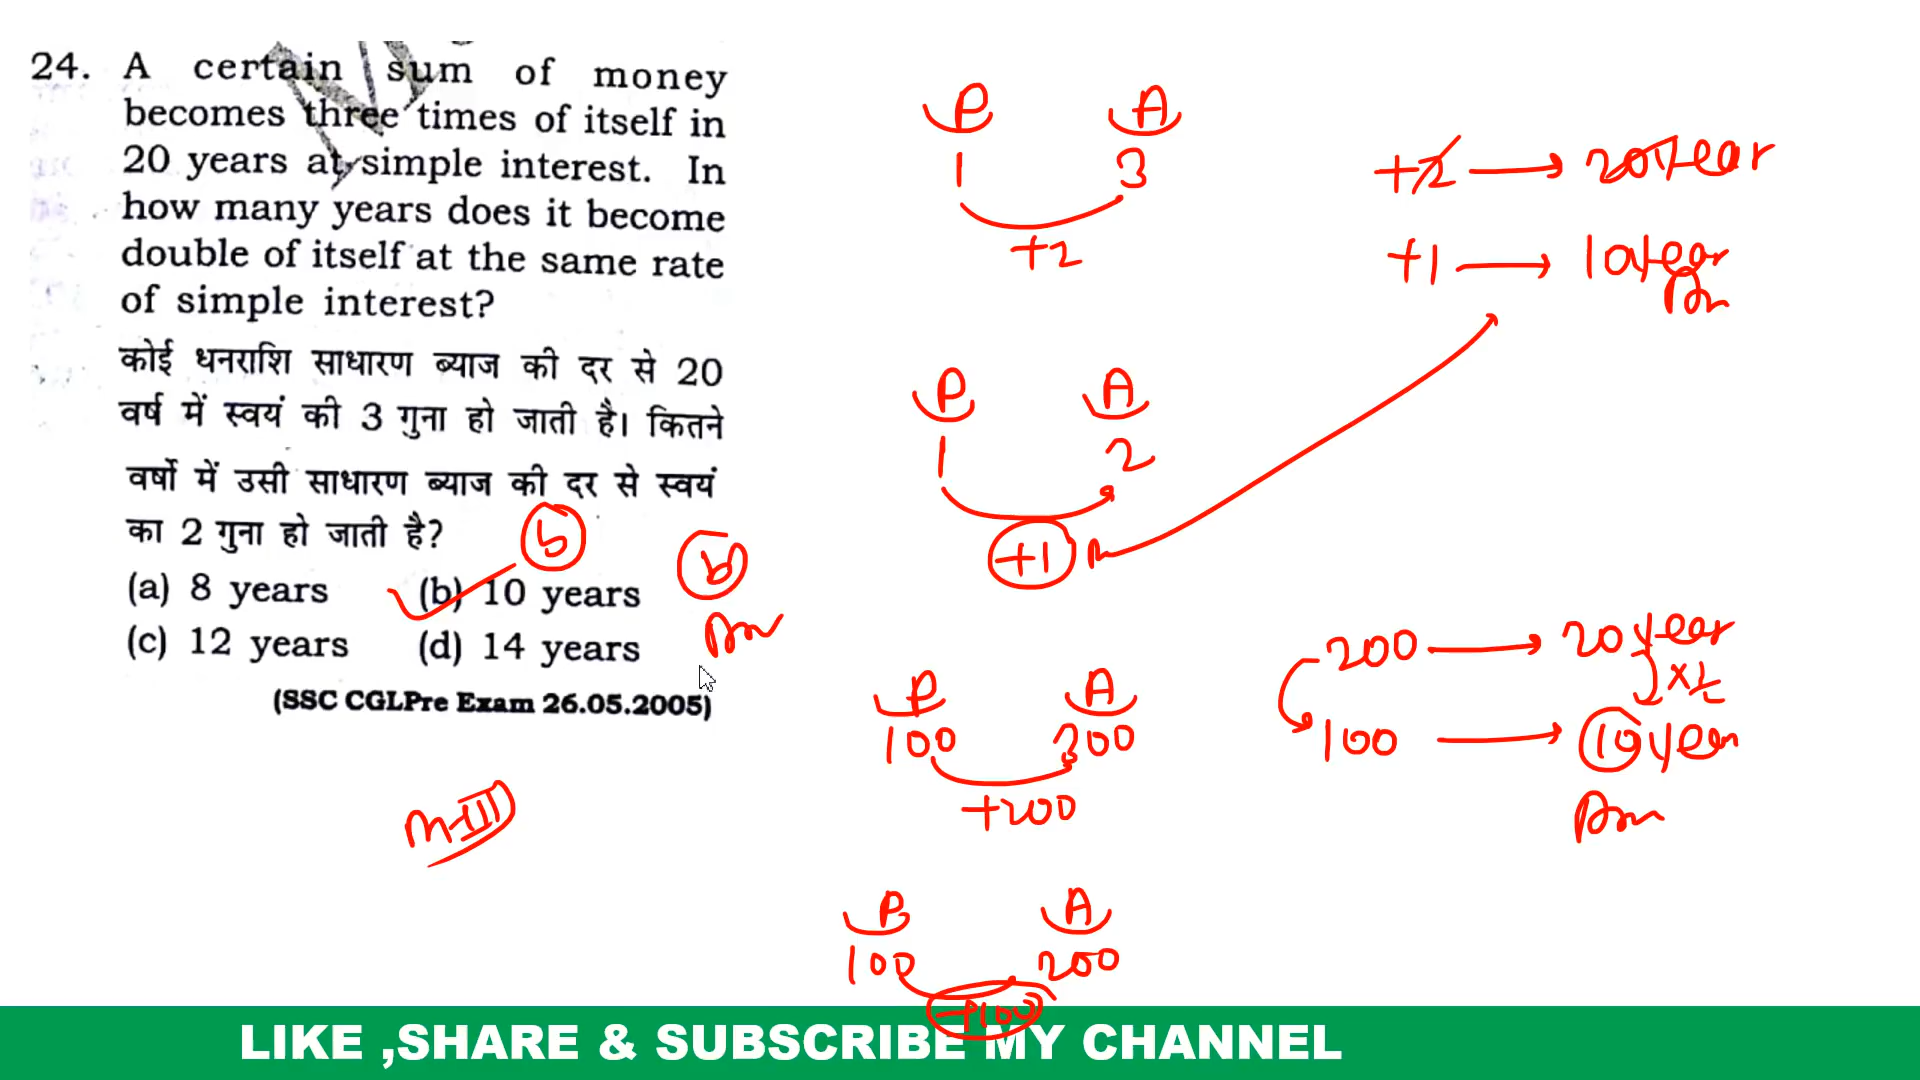 24. A certain sum of money
becomes three times of itself in
20 years at simple interest. In
how many years does it become
double of itself at the same rate
of simple interest?
कोई धनराशि साधारण ब्याज की दर से 20
वर्ष में स्वयं की 3 गुना हो जाती है। कितने
वर्षो में उसी साधारण ब्याज की दर से स्वयं
का 2 गुना हो जाती है?
(a) 8 years (b) 10 years
(c) 12 years (d) 14 years
(SSC CGLPre Exam 26.05.2005)
b
b
M-III
P A
1 3
+2
+2 20 year
+1 10 year
P A
1 2
+1
P A
100 300
+200
200 20 year
x 1/2
100 10 year
P A
100 200
+100
LIKE ,SHARE & SUBSCRIBE MY CHANNEL